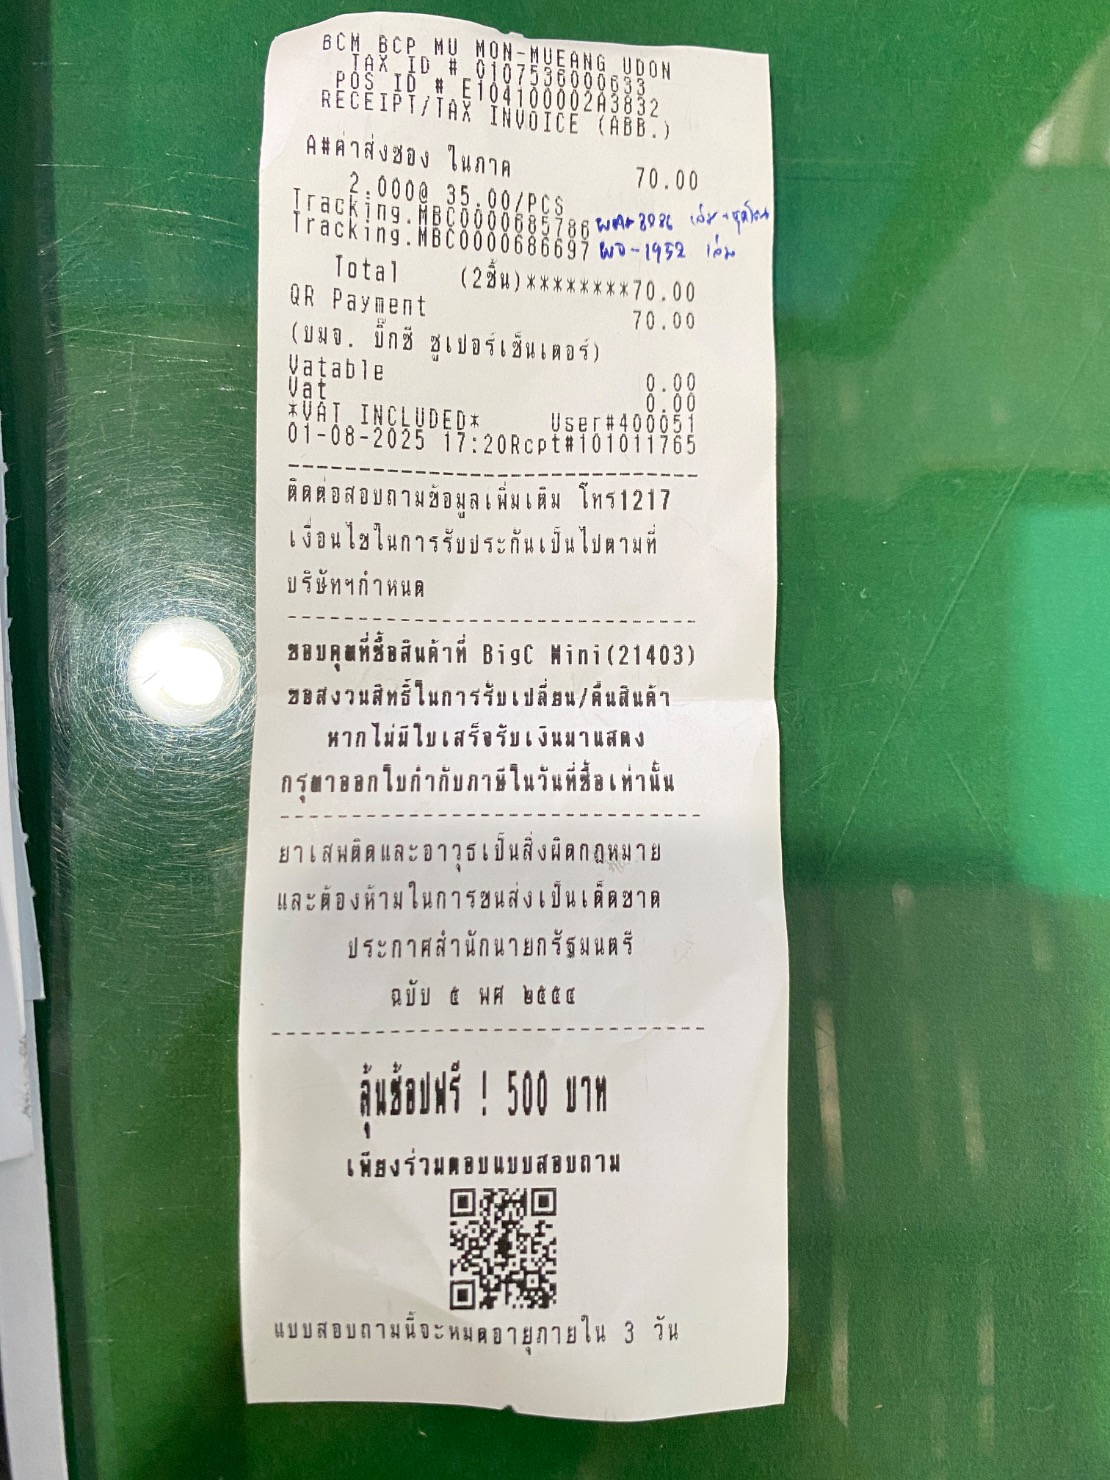 BCM BCP MU MON-MUEANG UDON
TAX ID # 0107536000633
POS ID # E104100002A3832
RECEIPT/TAX INVOICE (ABB.)
A#ค่าส่งซอง ในภาค 70.00
2.000@ 35.00/PCS
Tracking.MBC0000685786 เล่ม +
Tracking.MBC0000686697 ผอ-1952 เล่ม
Total (2ชิ้น)********70.00
QR Payment 70.00
(บมจ. บิ๊กซี ซูเปอร์เซ็นเตอร์)
Vatable 0.00
Vat 0.00
*VAT INCLUDED* User#400051
01-08-2025 17:20Rcpt#101011765
ติดต่อสอบถามข้อมูลเพิ่มเติม โทร1217
เงื่อนไขในการรับประกันเป็นไปตามที่
บริษัทฯกำหนด
ขอบคุณที่ซื้อสินค้าที่ BigC Mini(21403)
ขอสงวนสิทธิ์ในการรับเปลี่ยน/คืนสินค้า
หากไม่มีใบเสร็จรับเงินมาแสดง
กรุณาออกใบกำกับภาษีในวันที่ซื้อเท่านั้น
ยาเสพติดและอาวุธเป็นสิ่งผิดกฎหมาย
และต้องห้ามในการขนส่งเป็นเด็ดขาด
ประกาศสำนักนายกรัฐมนตรี
ฉบับ ๕ พศ ๒๕๕๔
ลุ้นช้อปฟรี ! 500 บาท
เพียงร่วมตอบแบบสอบถาม
แบบสอบถามนี้จะหมดอายุภายใน 3 วัน